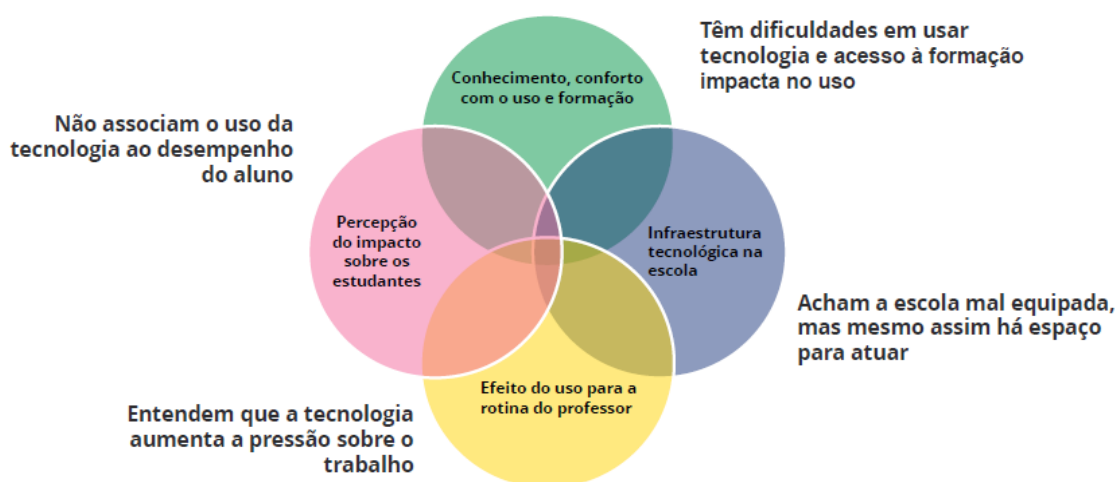 Têm dificuldades em usar
tecnologia e acesso à formação
impacta no uso
Conhecimento, conforto
com o uso e formação
Não associam o uso da
tecnologia ao desempenho
do aluno
Percepção
do impacto
sobre os
estudantes
Infraestrutura
tecnológica na
escola
Acham a escola mal equipada,
mas mesmo assim há espaço
para atuar
Efeito do uso para a
rotina do professor
Entendem que a tecnologia
aumenta a pressão sobre o
trabalho